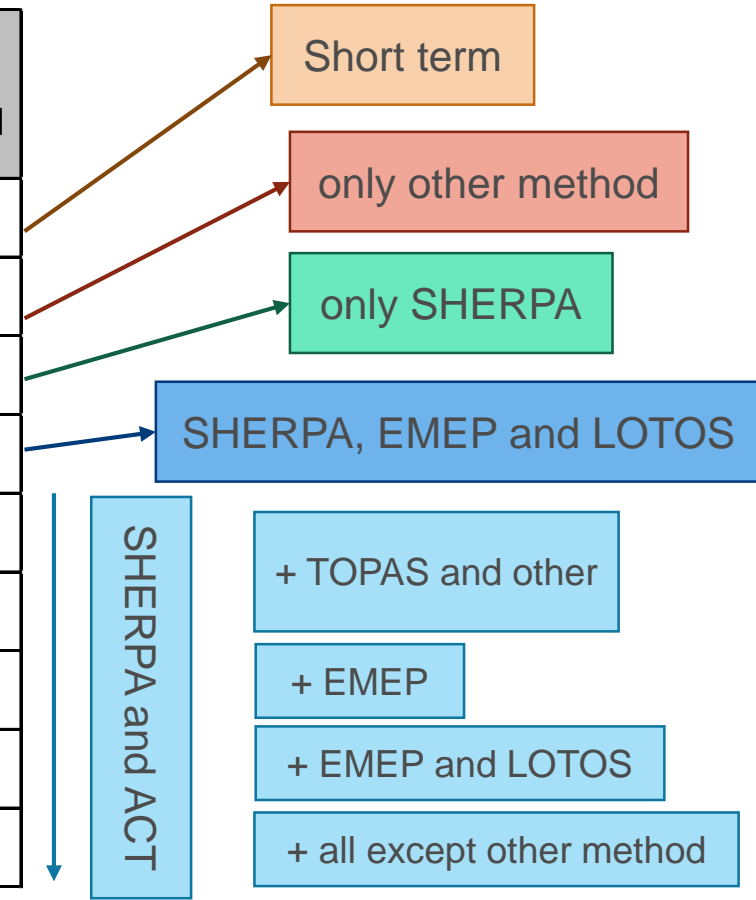 Short term
only other method
only SHERPA
SHERPA, EMEP and LOTOS
SHERPA and ACT
+ TOPAS and other
+ EMEP
+ EMEP and LOTOS
+ all except other method